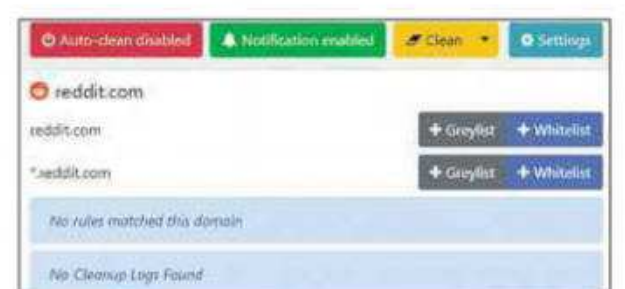 Auto-clean disabled Notification enabled Clean Settings
reddit.com
reddit.com + Greylist + Whitelist
*.reddit.com + Greylist + Whitelist
No rules matched this domain
No Cleanup Logs Found